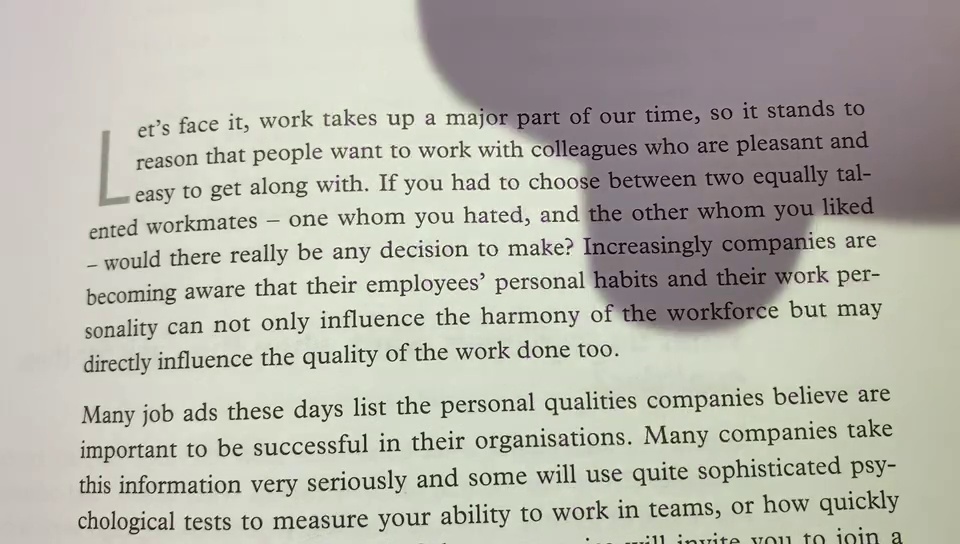 Let's face it, work takes up a major part of our time, so it stands to
reason that people want to work with colleagues who are pleasant and
easy to get along with. If you had to choose between two equally tal-
ented workmates – one whom you hated, and the other whom you liked
– would there really be any decision to make? Increasingly companies are
becoming aware that their employees' personal habits and their work per-
sonality can not only influence the harmony of the workforce but may
directly influence the quality of the work done too.
Many job ads these days list the personal qualities companies believe are
important to be successful in their organisations. Many companies take
this information very seriously and some will use quite sophisticated psy-
chological tests to measure your ability to work in teams, or how quickly
will invite you to join a